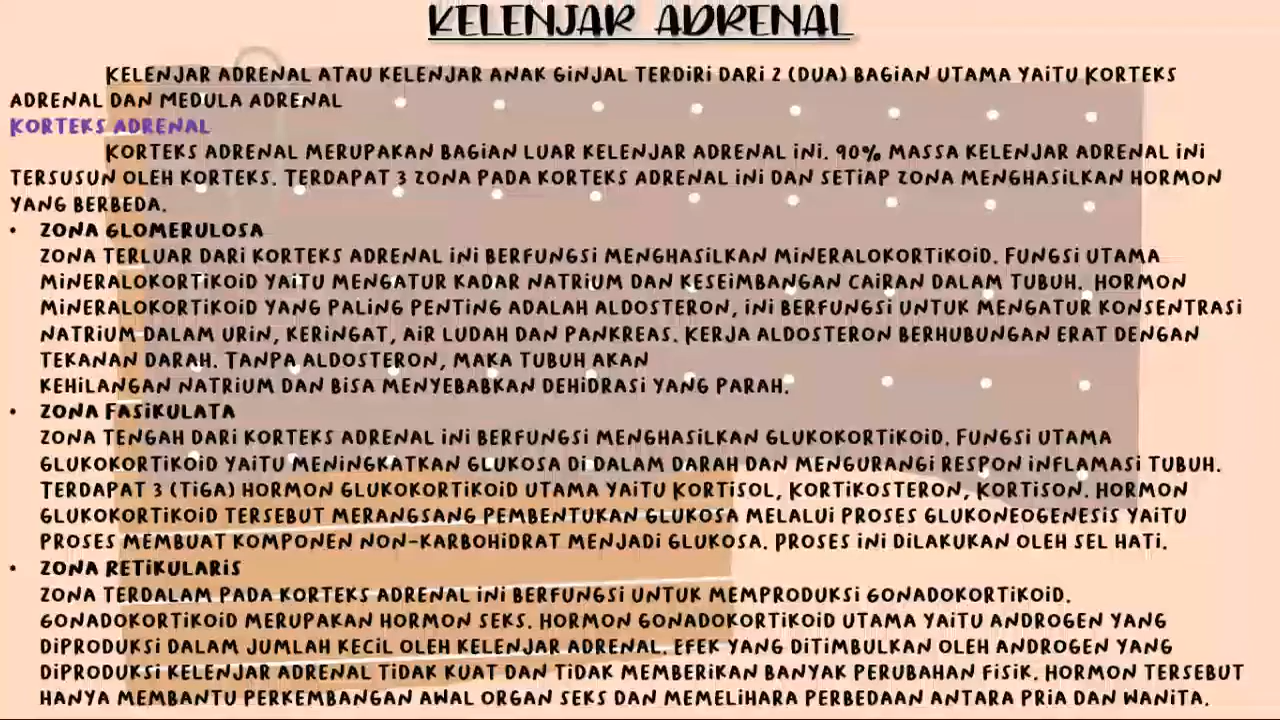 KELENJAR ADRENAL
KELENJAR ADRENAL ATAU KELENJAR ANAK GINJAL TERDIRI DARI 2 (DUA) BAGIAN UTAMA YAITU KORTEKS
ADRENAL DAN MEDULA ADRENAL
KORTEKS ADRENAL
KORTEKS ADRENAL MERUPAKAN BAGIAN LUAR KELENJAR ADRENAL INI. 90% MASSA KELENJAR ADRENAL INI
TERSUSUN OLEH KORTEKS. TERDAPAT 3 ZONA PADA KORTEKS ADRENAL INI DAN SETIAP ZONA MENGHASILKAN HORMON
YANG BERBEDA.
• ZONA GLOMERULOSA
ZONA TERLUAR DARI KORTEKS ADRENAL INI BERFUNGSI MENGHASILKAN MINERALOKORTIKOID. FUNGSI UTAMA
MINERALOKORTIKOID YAITU MENGATUR KADAR NATRIUM DAN KESEIMBANGAN CAIRAN DALAM TUBUH. HORMON
MINERALOKORTIKOID YANG PALING PENTING ADALAH ALDOSTERON, INI BERFUNGSI UNTUK MENGATUR KONSENTRASI
NATRIUM DALAM URIN, KERINGAT, AIR LUDAH DAN PANKREAS. KERJA ALDOSTERON BERHUBUNGAN ERAT DENGAN
TEKANAN DARAH. TANPA ALDOSTERON, MAKA TUBUH AKAN
KEHILANGAN NATRIUM DAN BISA MENYEBABKAN DEHIDRASI YANG PARAH.
• ZONA FASIKULATA
ZONA TENGAH DARI KORTEKS ADRENAL INI BERFUNGSI MENGHASILKAN GLUKOKORTIKOID. FUNGSI UTAMA
GLUKOKORTIKOID YAITU MENINGKATKAN GLUKOSA DI DALAM DARAH DAN MENGURANGI RESPON INFLAMASI TUBUH.
TERDAPAT 3 (TIGA) HORMON GLUKOKORTIKOID UTAMA YAITU KORTISOL, KORTIKOSTERON, KORTISON. HORMON
GLUKOKORTIKOID TERSEBUT MERANGSANG PEMBENTUKAN GLUKOSA MELALUI PROSES GLUKONEOGENESIS YAITU
PROSES MEMBUAT KOMPONEN NON-KARBOHIDRAT MENJADI GLUKOSA. PROSES INI DILAKUKAN OLEH SEL HATI.
• ZONA RETIKULARIS
ZONA TERDALAM PADA KORTEKS ADRENAL INI BERFUNGSI UNTUK MEMPRODUKSI GONADOKORTIKOID.
GONADOKORTIKOID MERUPAKAN HORMON SEKS. HORMON GONADOKORTIKOID UTAMA YAITU ANDROGEN YANG
DIPRODUKSI DALAM JUMLAH KECIL OLEH KELENJAR ADRENAL. EFEK YANG DITIMBULKAN OLEH ANDROGEN YANG
DIPRODUKSI KELENJAR ADRENAL TIDAK KUAT DAN TIDAK MEMBERIKAN BANYAK PERUBAHAN FISIK. HORMON TERSEBUT
HANYA MEMBANTU PERKEMBANGAN AWAL ORGAN SEKS DAN MEMELIHARA PERBEDAAN ANTARA PRIA DAN WANITA.